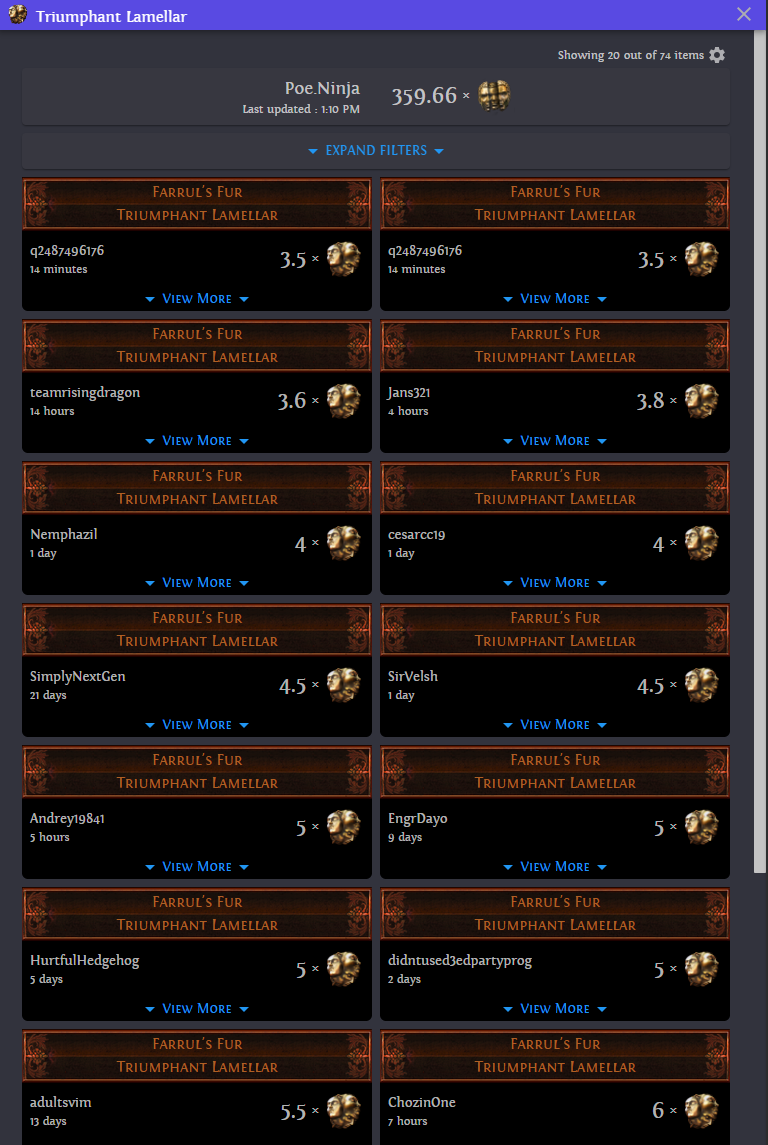 Triumphant Lamellar
Showing 20 out of 74 items
Poe.Ninja
Last updated : 1:10 PM
359.66 ×
EXPAND FILTERS
Farrul's Fur
Triumphant Lamellar
q2487496176
14 minutes
3.5 ×
View More
Farrul's Fur
Triumphant Lamellar
q2487496176
14 minutes
3.5 ×
View More
Farrul's Fur
Triumphant Lamellar
teamrisingdragon
14 hours
3.6 ×
View More
Farrul's Fur
Triumphant Lamellar
Jans321
4 hours
3.8 ×
View More
Farrul's Fur
Triumphant Lamellar
Nemphazil
1 day
4 ×
View More
Farrul's Fur
Triumphant Lamellar
cesarcc19
1 day
4 ×
View More
Farrul's Fur
Triumphant Lamellar
SimplyNextGen
21 days
4.5 ×
View More
Farrul's Fur
Triumphant Lamellar
SirVelsh
1 day
4.5 ×
View More
Farrul's Fur
Triumphant Lamellar
Andrey19841
5 hours
5 ×
View More
Farrul's Fur
Triumphant Lamellar
EngrDayo
9 days
5 ×
View More
Farrul's Fur
Triumphant Lamellar
HurtfulHedgehog
5 days
5 ×
View More
Farrul's Fur
Triumphant Lamellar
didntused3edpartyprog
2 days
5 ×
View More
Farrul's Fur
Triumphant Lamellar
adultsvim
13 days
5.5 ×
Farrul's Fur
Triumphant Lamellar
ChozinOne
7 hours
6 ×